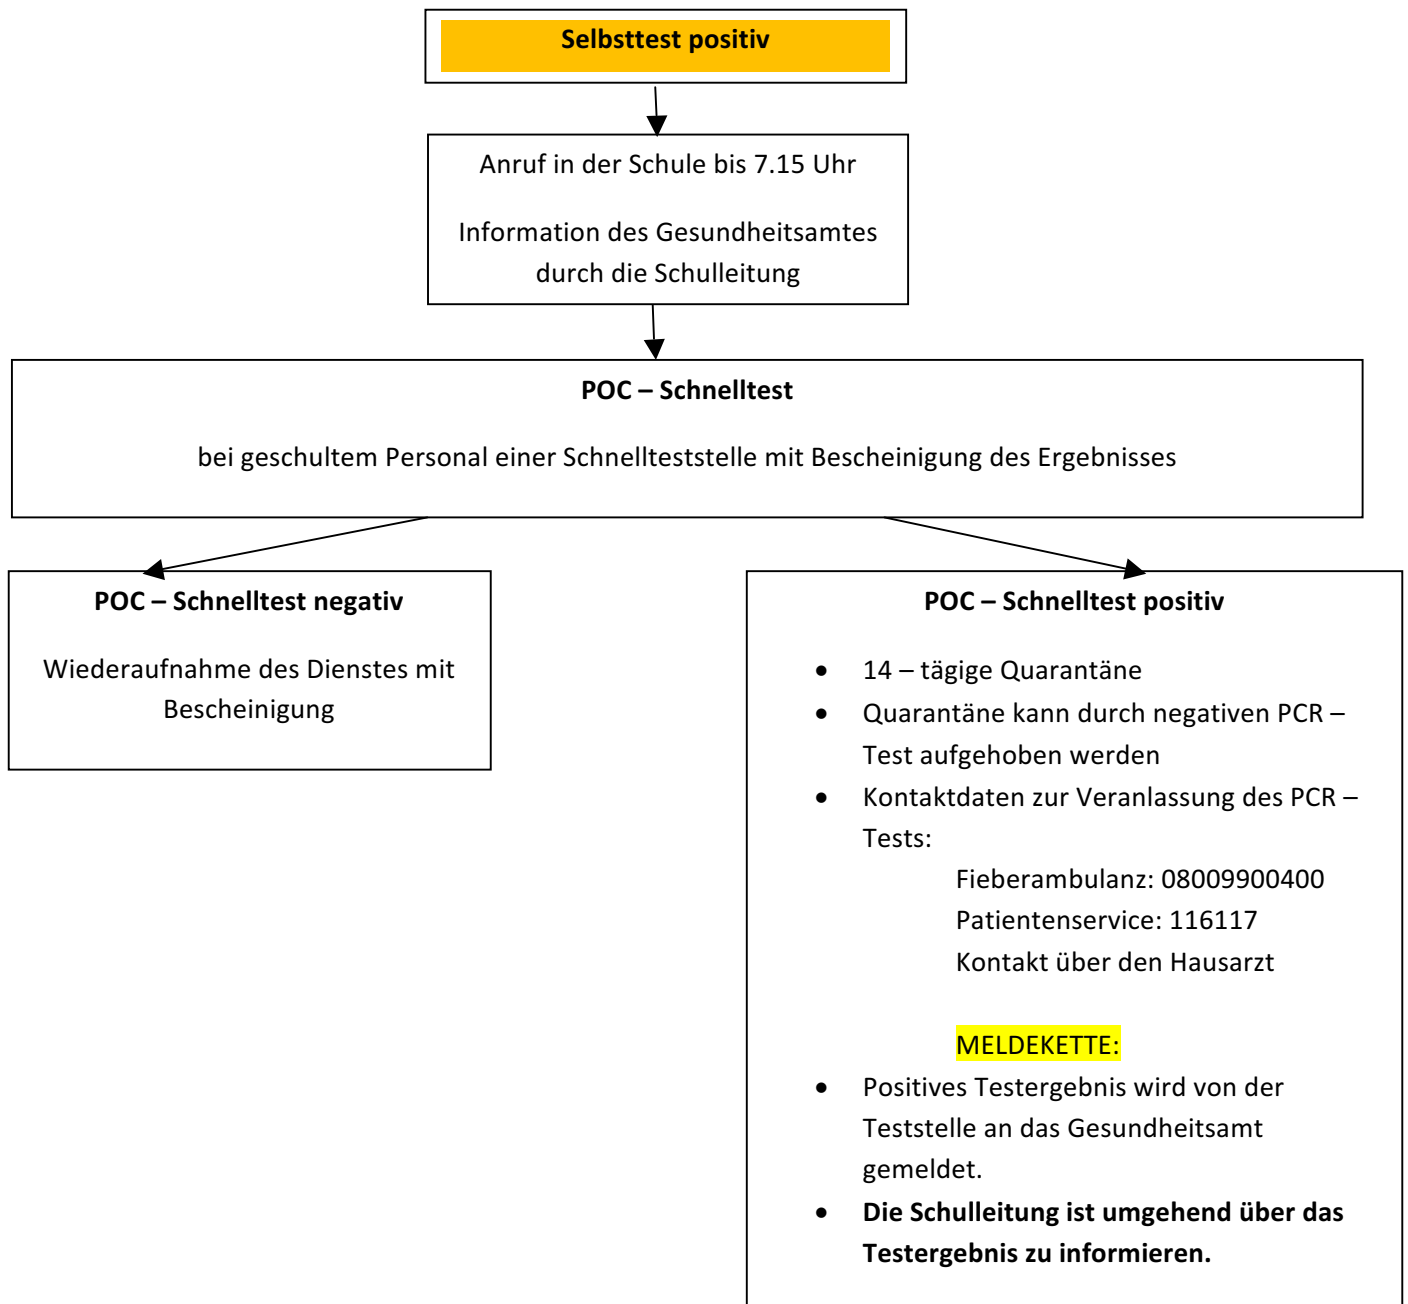 Selbsttest positiv
Anruf in der Schule bis 7.15 Uhr
Information des Gesundheitsamtes
durch die Schulleitung
POC – Schnelltest
bei geschultem Personal einer Schnellteststelle mit Bescheinigung des Ergebnisses
POC – Schnelltest negativ
Wiederaufnahme des Dienstes mit
Bescheinigung
POC – Schnelltest positiv
• 14 – tägige Quarantäne
• Quarantäne kann durch negativen PCR –
Test aufgehoben werden
• Kontaktdaten zur Veranlassung des PCR –
Tests:
Fieberambulanz: 08009900400
Patientenservice: 116117
Kontakt über den Hausarzt
MELDEKETTE:
• Positives Testergebnis wird von der
Teststelle an das Gesundheitsamt
gemeldet.
• Die Schulleitung ist umgehend über das
Testergebnis zu informieren.